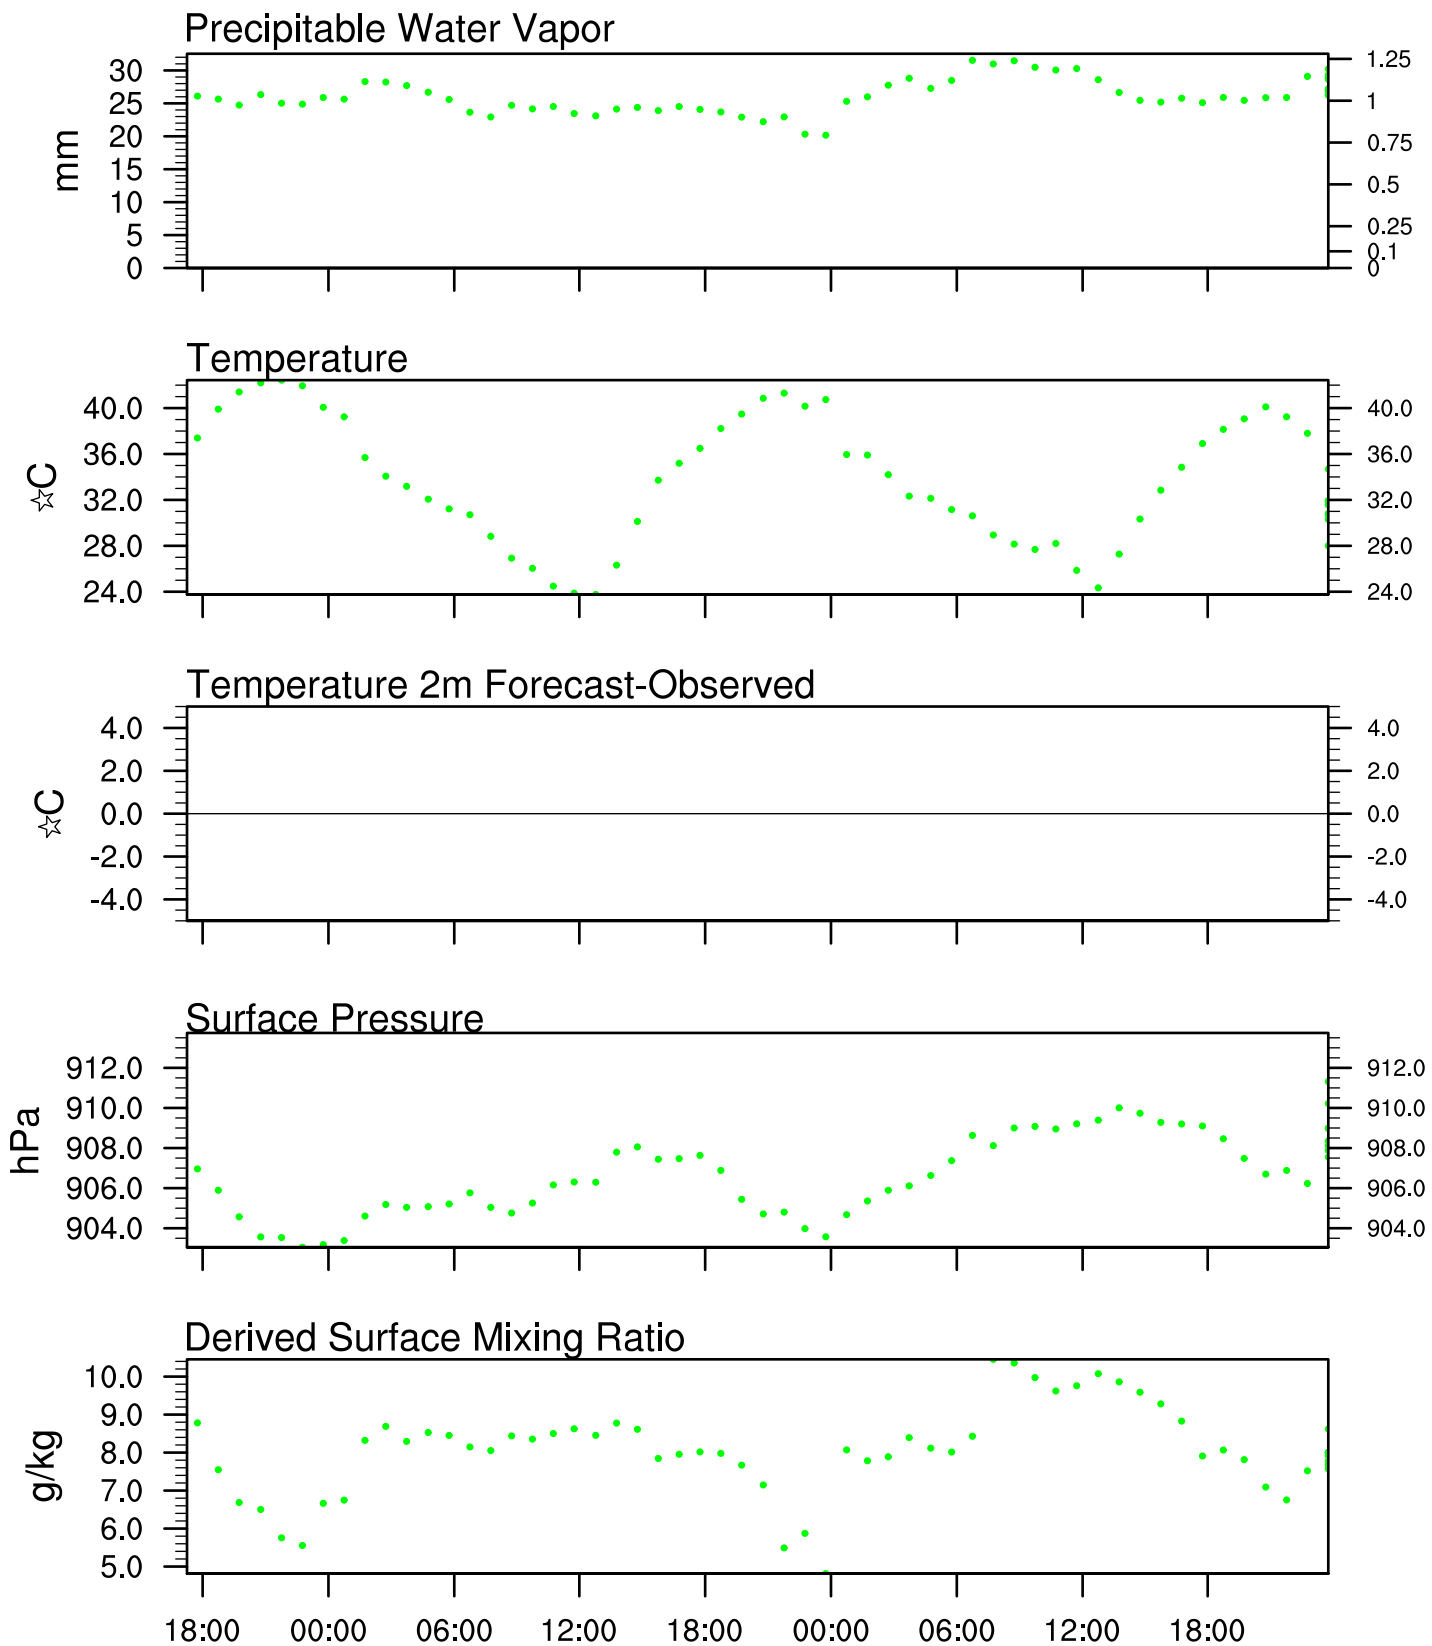 Precipitable Water Vapor
30 1.25
25 1
20 0.75
15 0.5
10 0.25
5 0.1
0 0
mm
Temperature
40.0 40.0
36.0 36.0
32.0 32.0
28.0 28.0
24.0 24.0
☆C
Temperature 2m Forecast-Observed
4.0 4.0
2.0 2.0
0.0 0.0
-2.0 -2.0
-4.0 -4.0
☆C
Surface Pressure
912.0 912.0
910.0 910.0
908.0 908.0
906.0 906.0
904.0 904.0
hPa
Derived Surface Mixing Ratio
10.0
9.0
8.0
7.0
6.0
5.0
g/kg
18:00 00:00 06:00 12:00 18:00 00:00 06:00 12:00 18:00